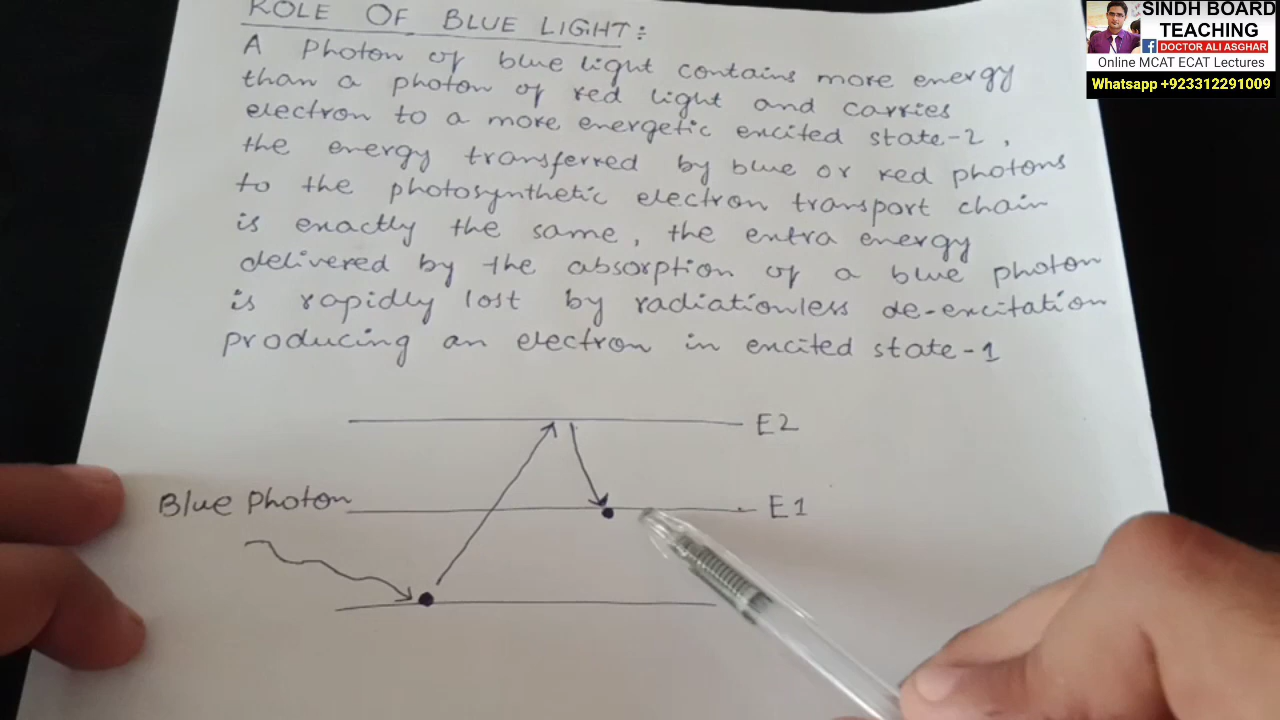 ROLE OF BLUE LIGHT:
A photon of blue light contains more energy
than a photon of red light and carries
electron to a more energetic excited state-2,
the energy transferred by blue or red photons
to the photosynthetic electron transport chain
is exactly the same, the extra energy
delivered by the absorption of a blue photon
is rapidly lost by radiationless de-excitation
producing an electron in excited state-1
E2
Blue Photon
E1
SINDH BOARD
TEACHING
f DOCTOR ALI ASGHAR
Online MCAT ECAT Lectures
Whatsapp +923312291009